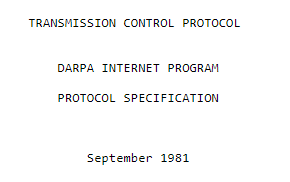 TRANSMISSION CONTROL PROTOCOL
DARPA INTERNET PROGRAM
PROTOCOL SPECIFICATION
September 1981